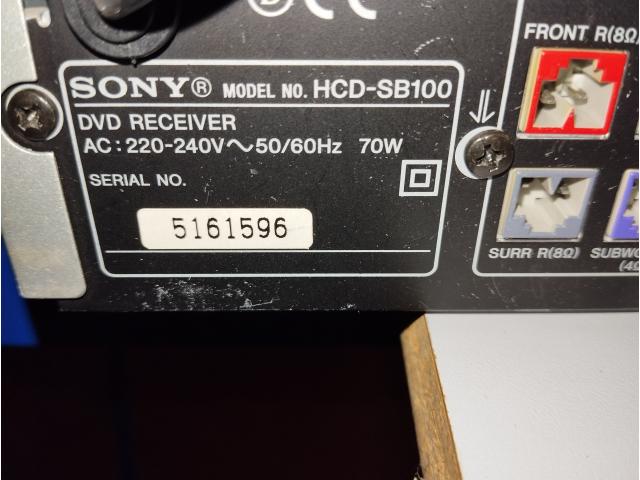 FRONT R(8Ω)
SONY® MODEL NO. HCD-SB100
DVD RECEIVER
AC: 220-240V~50/60Hz 70W
SERIAL NO.
5161596
SURR R(8Ω)